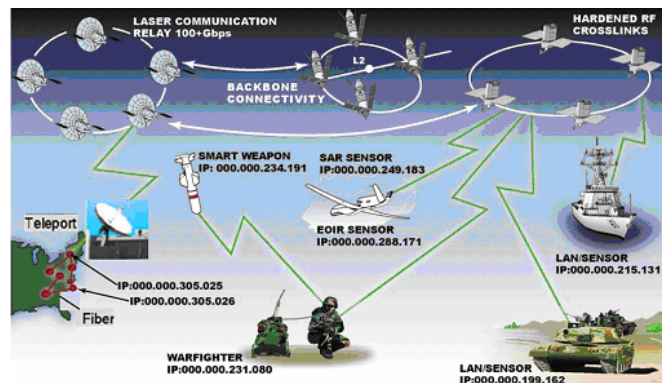 LASER COMMUNICATION
RELAY 100+Gbps
HARDENED RF
CROSSLINKS
L2
BACKBONE
CONNECTIVITY
SMART WEAPON
IP: 000.000.234.191
SAR SENSOR
IP:000.000.249.183
EOIR SENSOR
IP:000.000.288.171
Teleport
LAN/SENSOR
IP:000.000.215.131
IP:000.000.305.025
IP:000.000.305.026
Fiber
WARFIGHTER
IP:000.000.231.080
LAN/SENSOR
IP:000.000.199.162